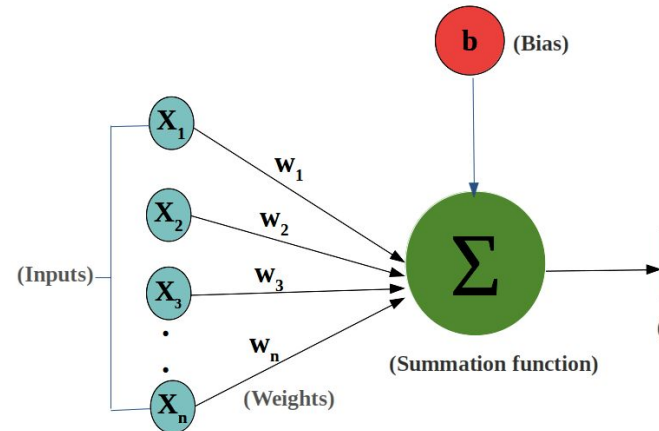 b
(Bias)
X1
w1
X2
w2
(Inputs)
X3
w3
Σ
.
.
wn
(Summation function)
Xn
(Weights)
(